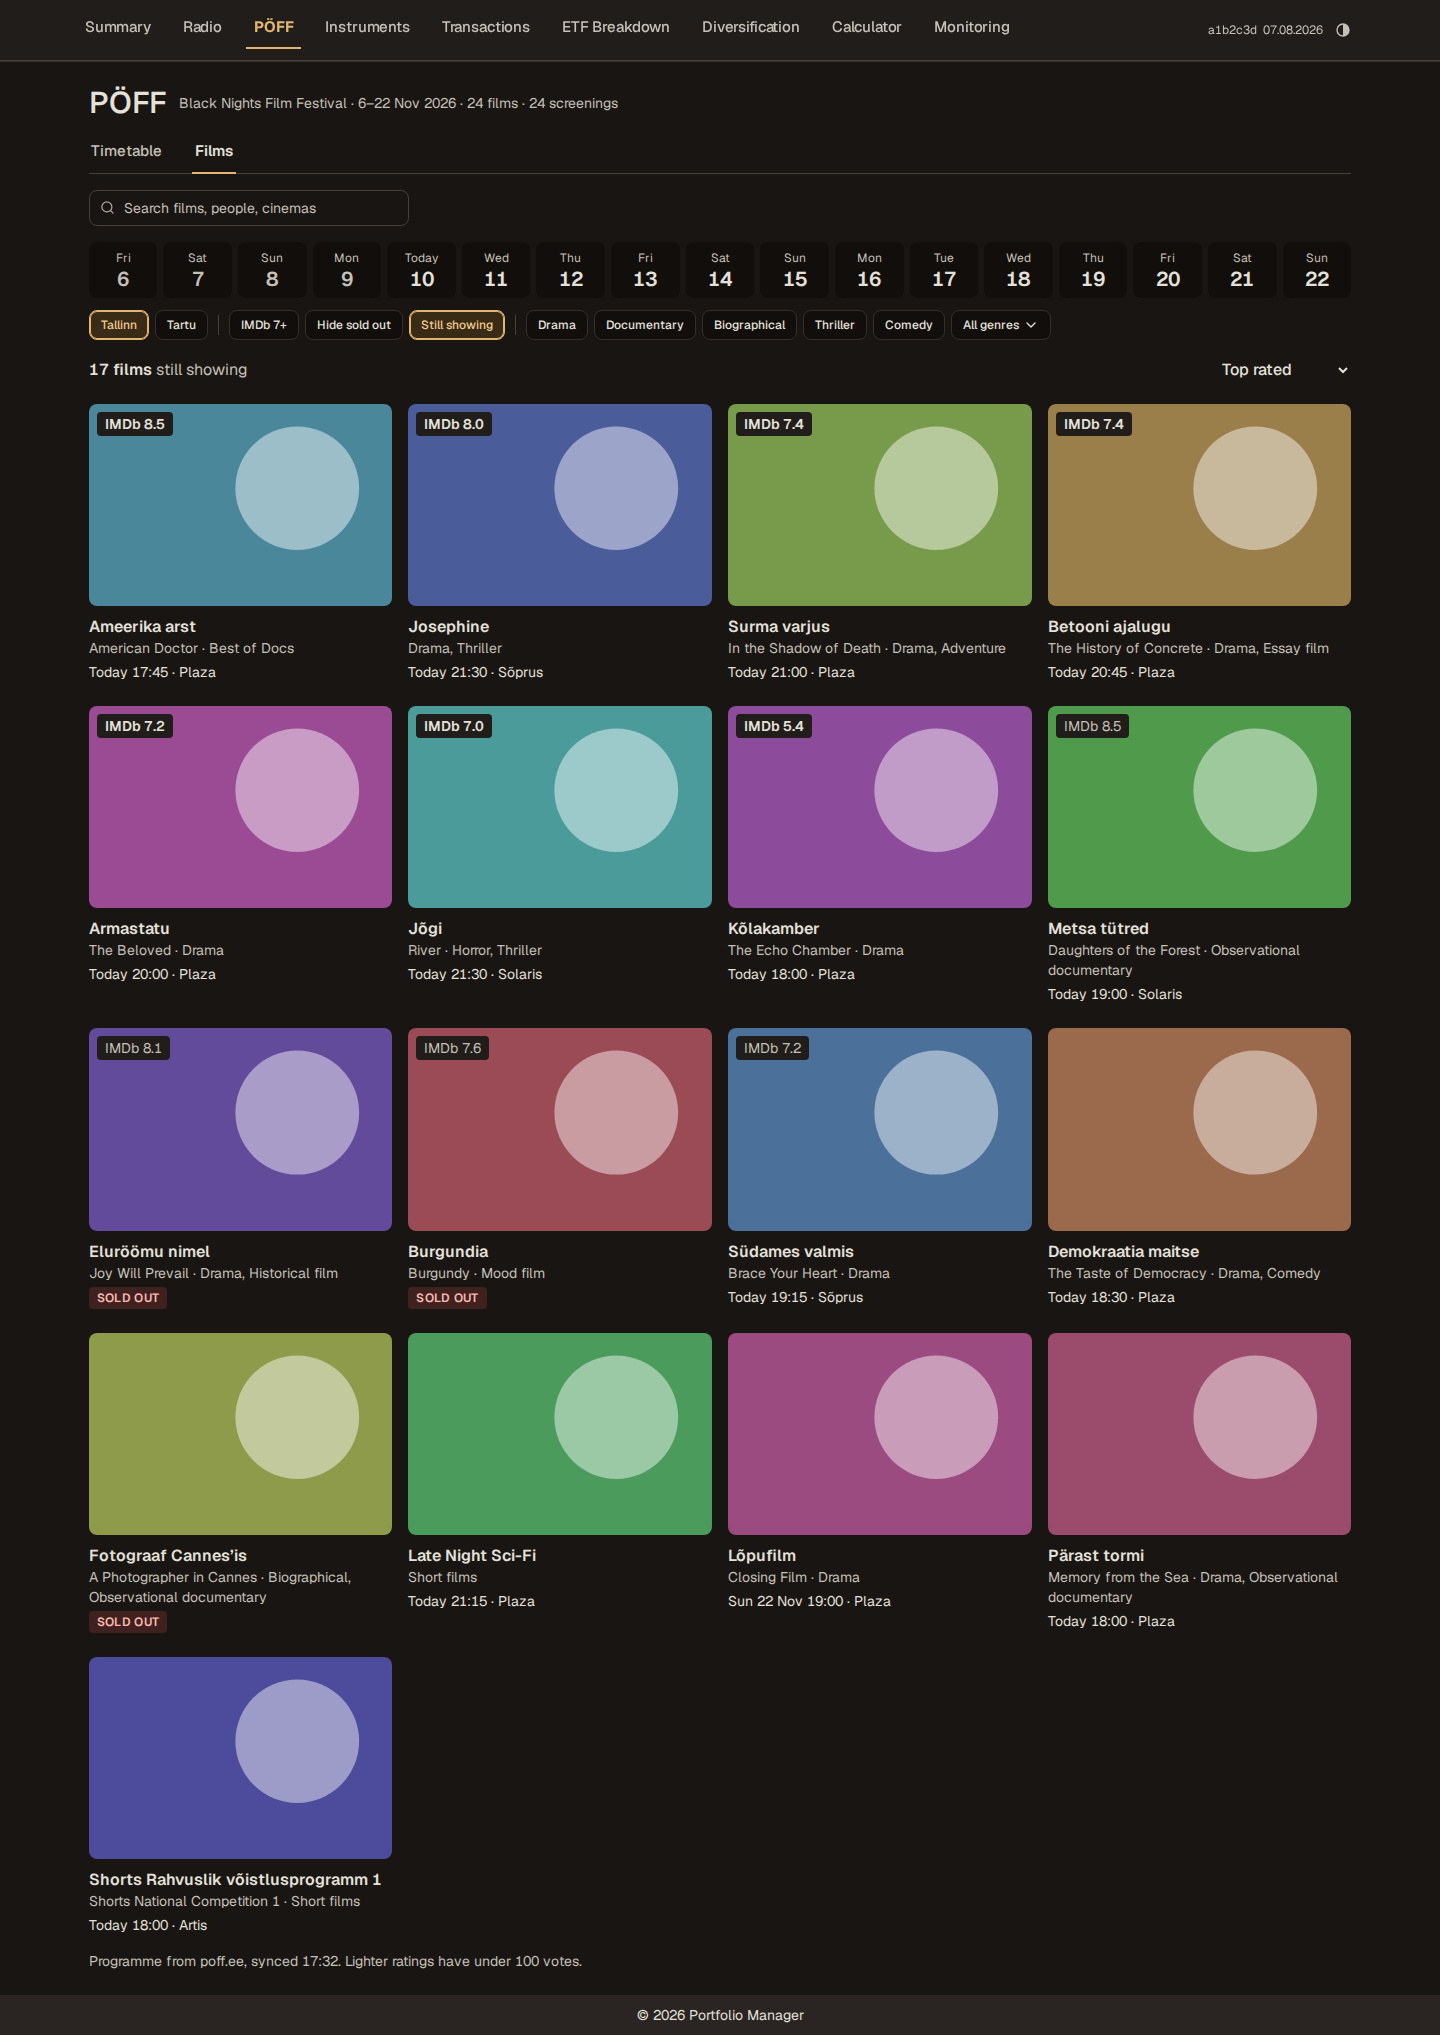 Summary Radio PÖFF Instruments Transactions ETF Breakdown Diversification Calculator Monitoring a1b2c3d 07.08.2026
PÖFF Black Nights Film Festival · 6–22 Nov 2026 · 24 films · 24 screenings
Timetable Films
Search films, people, cinemas
Fri Sat Sun Mon Today Wed Thu Fri Sat Sun Mon Tue Wed Thu Fri Sat Sun
6 7 8 9 10 11 12 13 14 15 16 17 18 19 20 21 22
Tallinn Tartu IMDb 7+ Hide sold out Still showing Drama Documentary Biographical Thriller Comedy All genres
17 films still showing Top rated
IMDb 8.5 IMDb 8.0 IMDb 7.4 IMDb 7.4
Ameerika arst Josephine Surma varjus Betooni ajalugu
American Doctor · Best of Docs Drama, Thriller In the Shadow of Death · Drama, Adventure The History of Concrete · Drama, Essay film
Today 17:45 · Plaza Today 21:30 · Sõprus Today 21:00 · Plaza Today 20:45 · Plaza
IMDb 7.2 IMDb 7.0 IMDb 5.4 IMDb 8.5
Armastatu Jõgi Kõlakamber Metsa tütred
The Beloved · Drama River · Horror, Thriller The Echo Chamber · Drama Daughters of the Forest · Observational
documentary
Today 20:00 · Plaza Today 21:30 · Solaris Today 18:00 · Plaza
Today 19:00 · Solaris
IMDb 8.1 IMDb 7.6 IMDb 7.2
Elurõõmu nimel Burgundia Südames valmis Demokraatia maitse
Joy Will Prevail · Drama, Historical film Burgundy · Mood film Brace Your Heart · Drama The Taste of Democracy · Drama, Comedy
SOLD OUT SOLD OUT Today 19:15 · Sõprus Today 18:30 · Plaza
Fotograaf Cannes’is Late Night Sci-Fi Lõpufilm Pärast tormi
A Photographer in Cannes · Biographical, Short films Closing Film · Drama Memory from the Sea · Drama, Observational
Observational documentary Today 21:15 · Plaza Sun 22 Nov 19:00 · Plaza documentary
SOLD OUT Today 18:00 · Plaza
Shorts Rahvuslik võistlusprogramm 1
Shorts National Competition 1 · Short films
Today 18:00 · Artis
Programme from poff.ee, synced 17:32. Lighter ratings have under 100 votes.
© 2026 Portfolio Manager